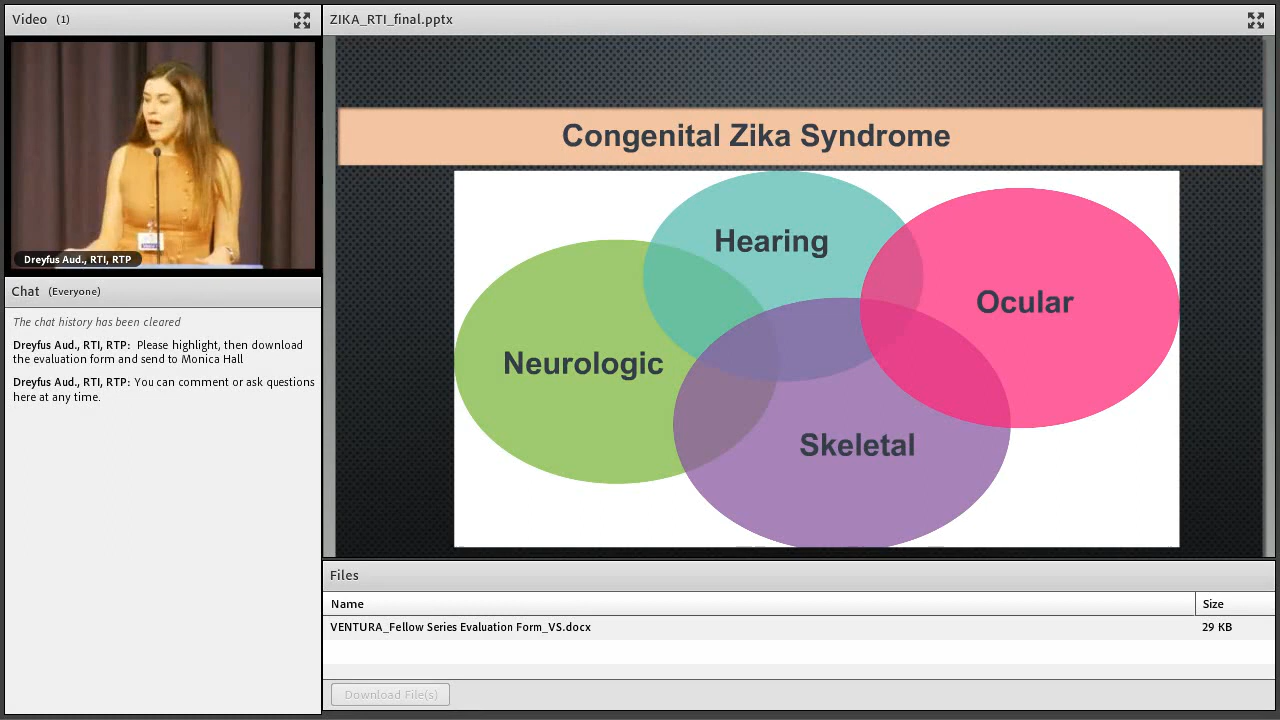 Video (1)
Dreyfus Aud., RTI, RTP
Chat (Everyone)
The chat history has been cleared
Dreyfus Aud., RTI, RTP: Please highlight, then download
the evaluation form and send to Monica Hall
Dreyfus Aud., RTI, RTP: You can comment or ask questions
here at any time.
ZIKA_RTI_final.pptx
Congenital Zika Syndrome
Hearing
Ocular
Neurologic
Skeletal
Files
Name Size
VENTURA_Fellow Series Evaluation Form_VS.docx 29 KB
Download File(s)